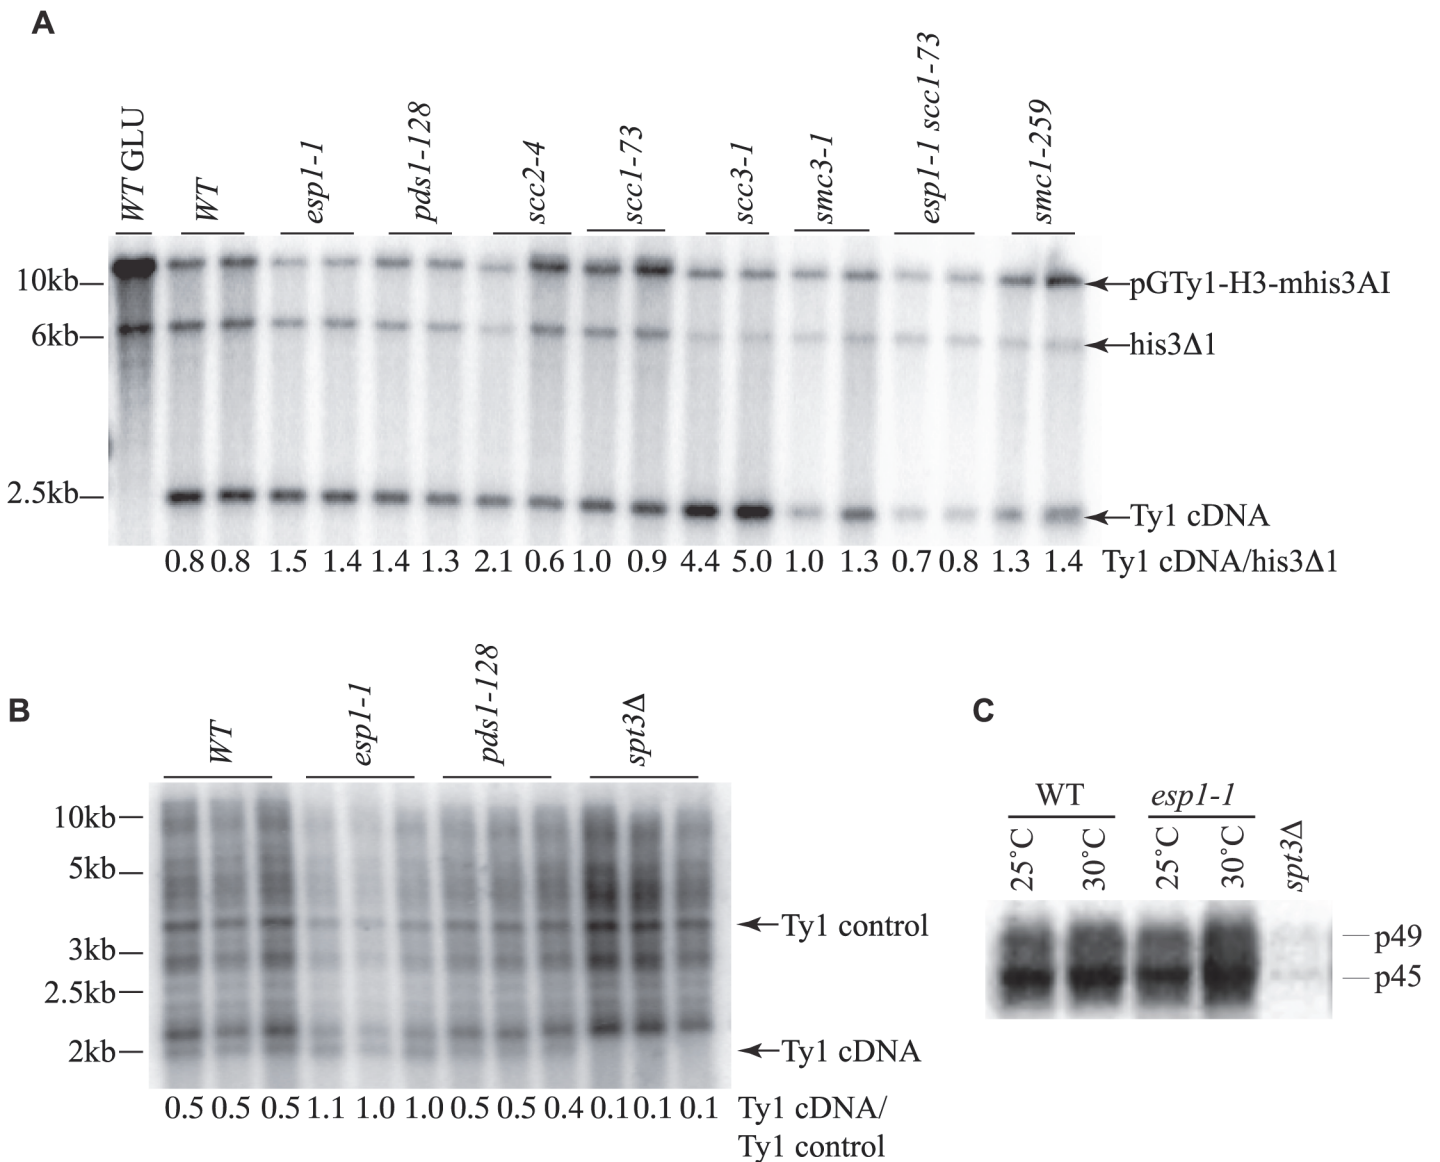 A
WT GLU
WT
esp1-1
pds1-128
scc2-4
scc1-73
scc3-1
smc3-1
esp1-1 scc1-73
smc1-259
10kb
pGTy1-H3-mhis3AI
6kb
his3Δ1
2.5kb
Ty1 cDNA
0.8 0.8 1.5 1.4 1.4 1.3 2.1 0.6 1.0 0.9 4.4 5.0 1.0 1.3 0.7 0.8 1.3 1.4 Ty1 cDNA/his3Δ1
B
WT
esp1-1
pds1-128
spt3Δ
10kb
5kb
Ty1 control
3kb
2.5kb
2kb
Ty1 cDNA
0.5 0.5 0.5 1.1 1.0 1.0 0.5 0.5 0.4 0.1 0.1 0.1 Ty1 cDNA/
Ty1 control
C
WT
esp1-1
25˚C
30˚C
25˚C
30˚C
spt3Δ
p49
p45